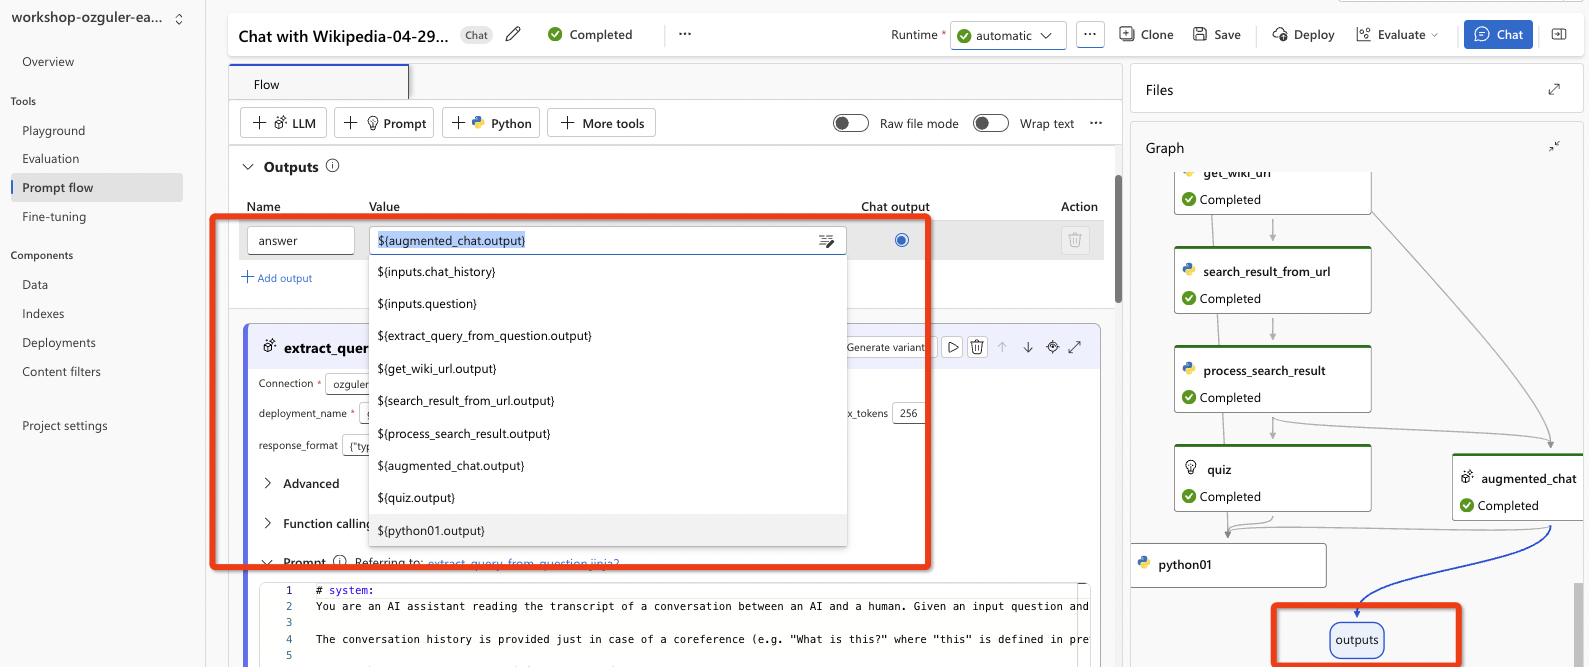 workshop-ozguler-ea...
Overview
Tools
Playground
Evaluation
Prompt flow
Fine-tuning
Components
Data
Indexes
Deployments
Content filters
Project settings
Chat with Wikipedia-04-29...
Chat
Completed
Runtime *
automatic
Clone
Save
Deploy
Evaluate
Chat
Flow
LLM
Prompt
Python
More tools
Raw file mode
Wrap text
Outputs
Name
Value
Chat output
Action
answer
${augmented_chat.output}
Add output
${inputs.chat_history}
${inputs.question}
${extract_query_from_question.output}
${get_wiki_url.output}
${search_result_from_url.output}
${process_search_result.output}
${augmented_chat.output}
${quiz.output}
${python01.output}
extract_quer
Generate variant
Connection *
ozguler
deployment_name *
g
x_tokens
256
response_format
{"typ
Advanced
Function calling
Prompt
Referring to: extract_query_from_question.jinja2
1 # system:
2 You are an AI assistant reading the transcript of a conversation between an AI and a human. Given an input question and
3
4 The conversation history is provided just in case of a coreference (e.g. "What is this?" where "this" is defined in pre
5
Files
Graph
get_wiki_url
Completed
search_result_from_url
Completed
process_search_result
Completed
quiz
Completed
augmented_chat
Completed
python01
outputs